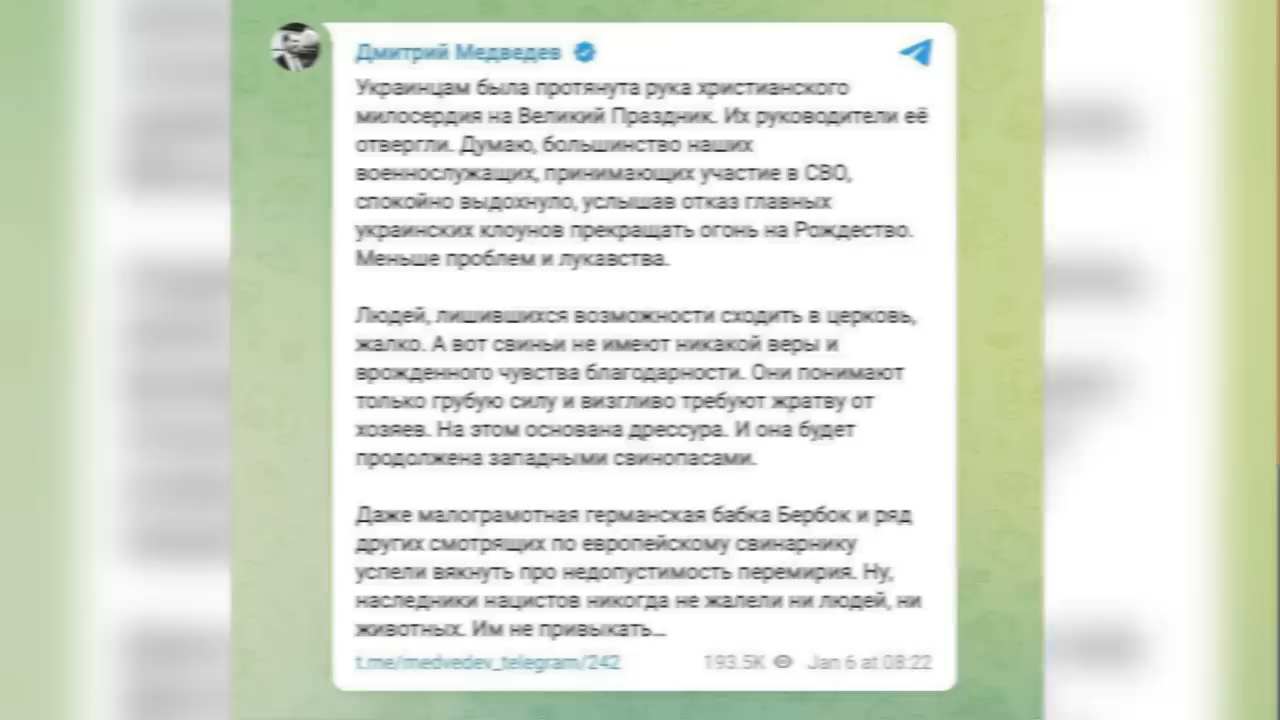 Дмитрий Медведев
Украинцам была протянута рука христианского
милосердия на Великий Праздник. Их руководители её
отвергли. Думаю, большинство наших
военнослужащих, принимающих участие в СВО,
спокойно выдохнуло, услышав отказ главных
украинских клоунов прекращать огонь на Рождество.
Меньше проблем и лукавства.
Людей, лишившихся возможности сходить в церковь,
жалко. А вот свиньи не имеют никакой веры и
врожденного чувства благодарности. Они понимают
только грубую силу и визгливо требуют жратву от
хозяев. На этом основана дрессура. И она будет
продолжена западными свинопасами.
Даже малограмотная германская бабка Бербок и ряд
других смотрящих по европейскому свинарнику
успели вякнуть про недопустимость перемирия. Ну,
наследники нацистов никогда не жалели ни людей, ни
животных. Им не привыкать...
t.me/medvedev_telegram/242 193.5K Jan 6 at 08:22